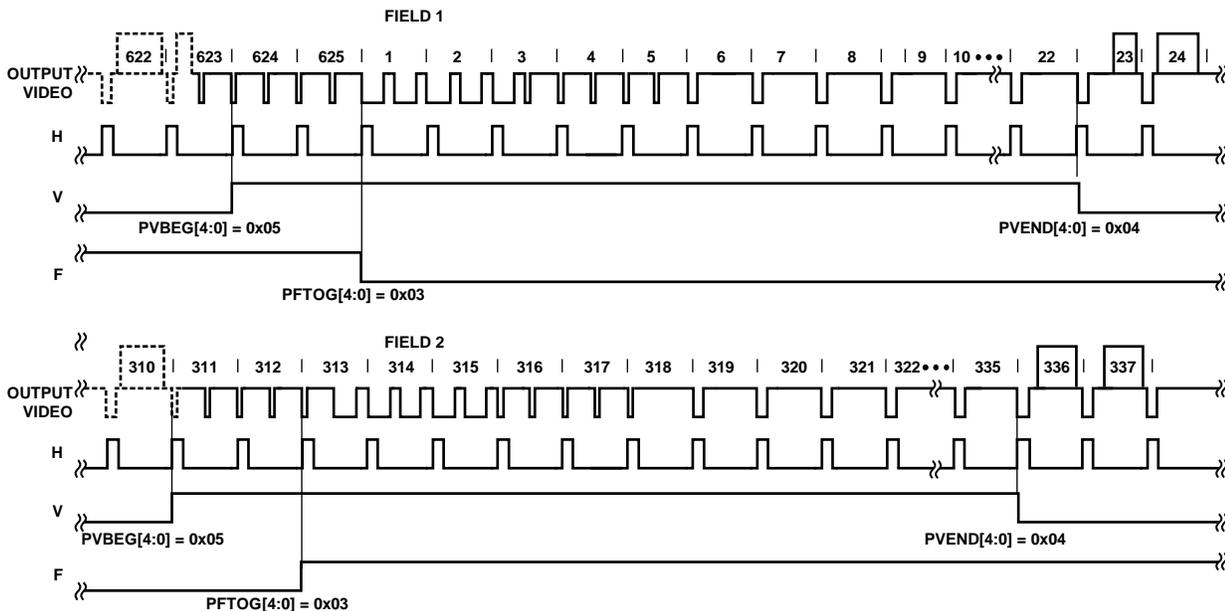 FIELD 1
622 623 624 625 1 2 3 4 5 6 7 8 9 10 ••• 22 23 24
OUTPUT
VIDEO
H
V
PVBEG[4:0] = 0x05 PVEND[4:0] = 0x04
F
PFTOG[4:0] = 0x03
FIELD 2
310 311 312 313 314 315 316 317 318 319 320 321 322 ••• 335 336 337
OUTPUT
VIDEO
H
V
PVBEG[4:0] = 0x05 PVEND[4:0] = 0x04
F
PFTOG[4:0] = 0x03